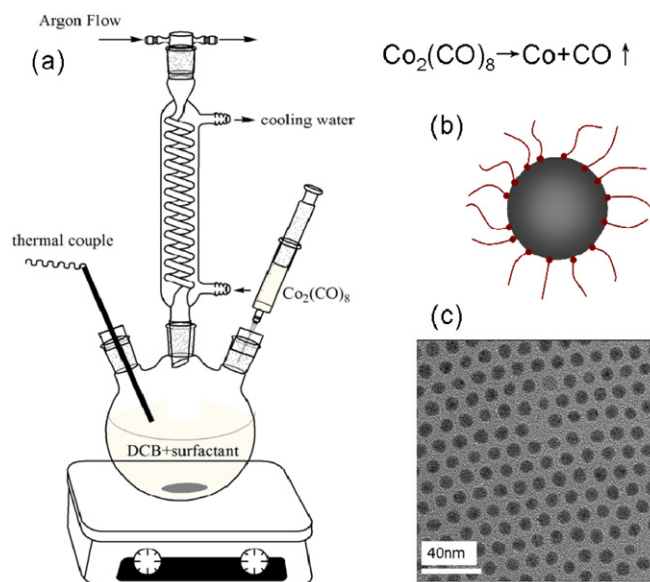 Argon Flow
(a)
cooling water
thermal couple
Co₂(CO)₈
DCB+surfactant
Co₂(CO)₈→Co+CO ↑
(b)
(c)
40nm